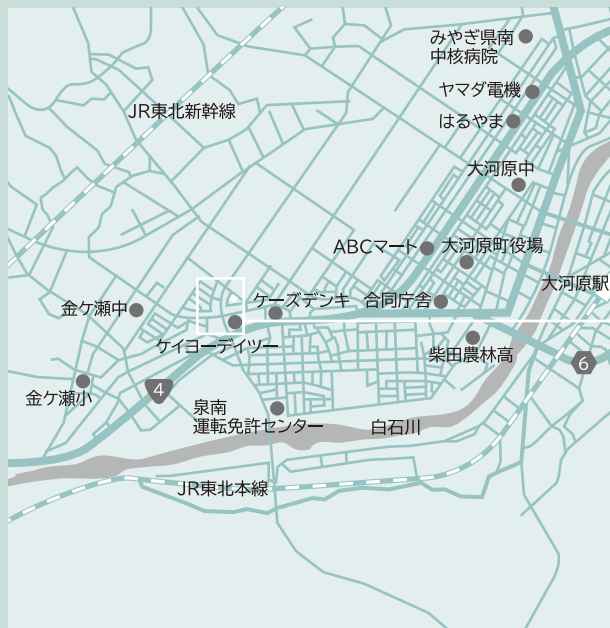 みやぎ県南
中核病院
ヤマダ電機
JR東北新幹線
はるやま
大河原中
ABCマート
大河原町役場
大河原駅
金ケ瀬中
ケーズデンキ
合同庁舎
ケイヨーデイツー
柴田農林高
6
金ケ瀬小
4
泉南
運転免許センター
白石川
JR東北本線